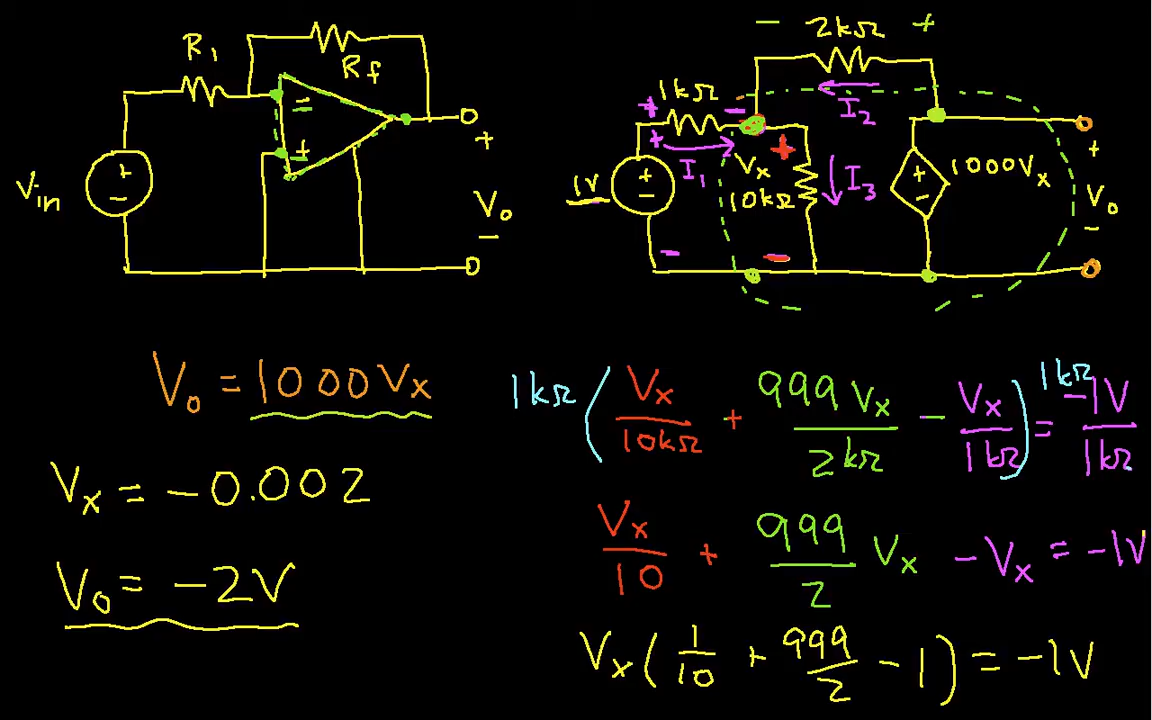 R1
Rf
Vin
+
-
-
+
+
Vo
-
- 2kΩ +
1kΩ
+ -
I2
+ I1
Vx
+
10kΩ
I3
1V
+
-
+
-
1000Vx
+
Vo
-
- -
Vo = 1000Vx
Vx = -0.002
Vo = -2V
1kΩ (Vx/10kΩ + 999Vx/2kΩ - Vx/1kΩ) = -1V/1kΩ 1kΩ
Vx/10 + 999/2 Vx - Vx = -1V
Vx (1/10 + 999/2 - 1) = -1V